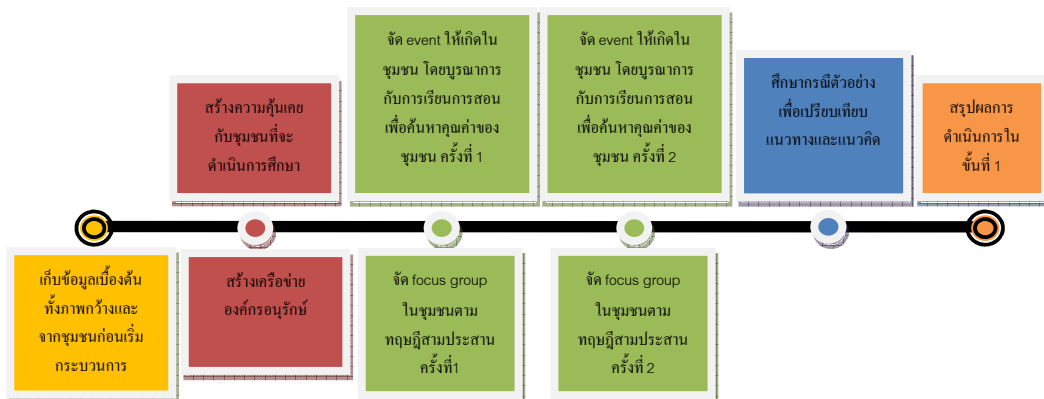 สร้างความคุ้นเคย
กับชุมชนที่จะ
ดำเนินการศึกษา
จัด event ให้เกิดใน
ชุมชน โดยบูรณาการ
กับการเรียนการสอน
เพื่อค้นหาคุณค่าของ
ชุมชน ครั้งที่ 1
จัด event ให้เกิดใน
ชุมชน โดยบูรณาการ
กับการเรียนการสอน
เพื่อค้นหาคุณค่าของ
ชุมชน ครั้งที่ 2
ศึกษากรณีตัวอย่าง
เพื่อเปรียบเทียบ
แนวทางและแนวคิด
สรุปผลการ
ดำเนินการใน
ขั้นที่ 1
เก็บข้อมูลเบื้องต้น
ทั้งภาพกว้างและ
จากชุมชนก่อนเริ่ม
กระบวนการ
สร้างเครือข่าย
องค์กรอนุรักษ์
จัด focus group
ในชุมชนตาม
ทฤษฎีสามประสาน
ครั้งที่1
จัด focus group
ในชุมชนตาม
ทฤษฎีสามประสาน
ครั้งที่ 2